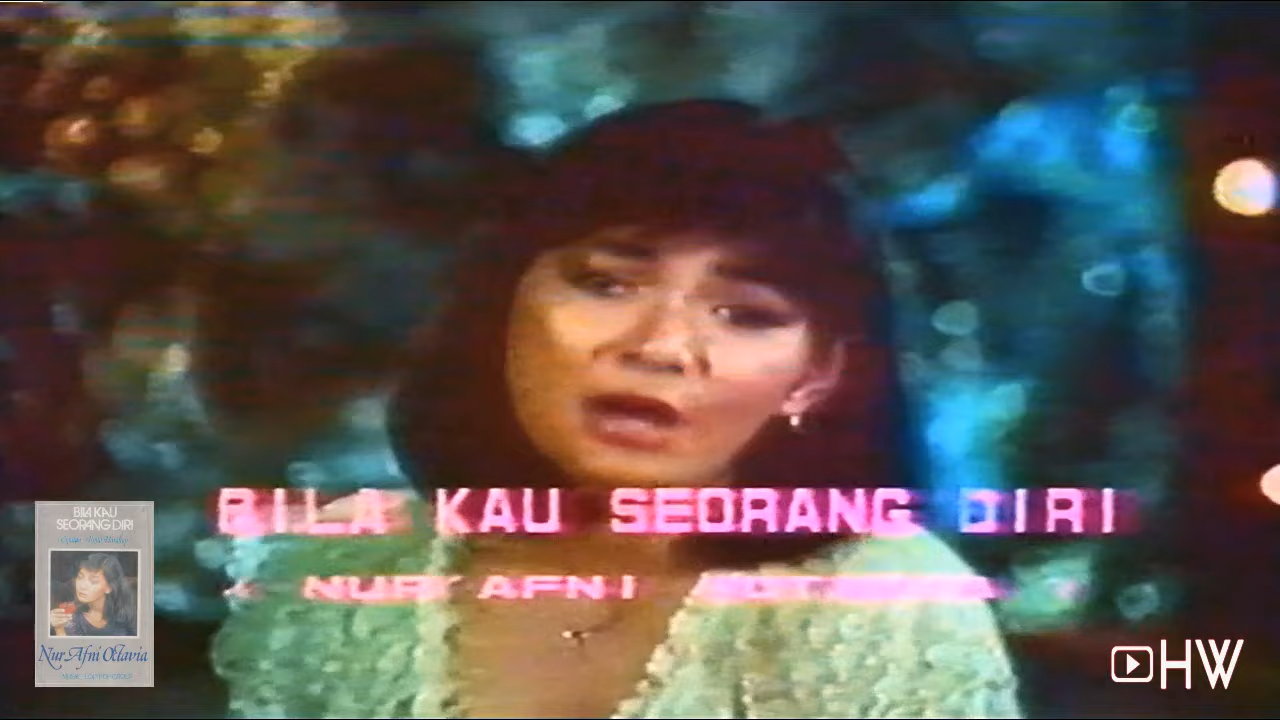 BILA KAU SEORANG DIRI
NUR AFNI
BILA KAU
SEORANG DIRI
Nur Afni Octavia
HW